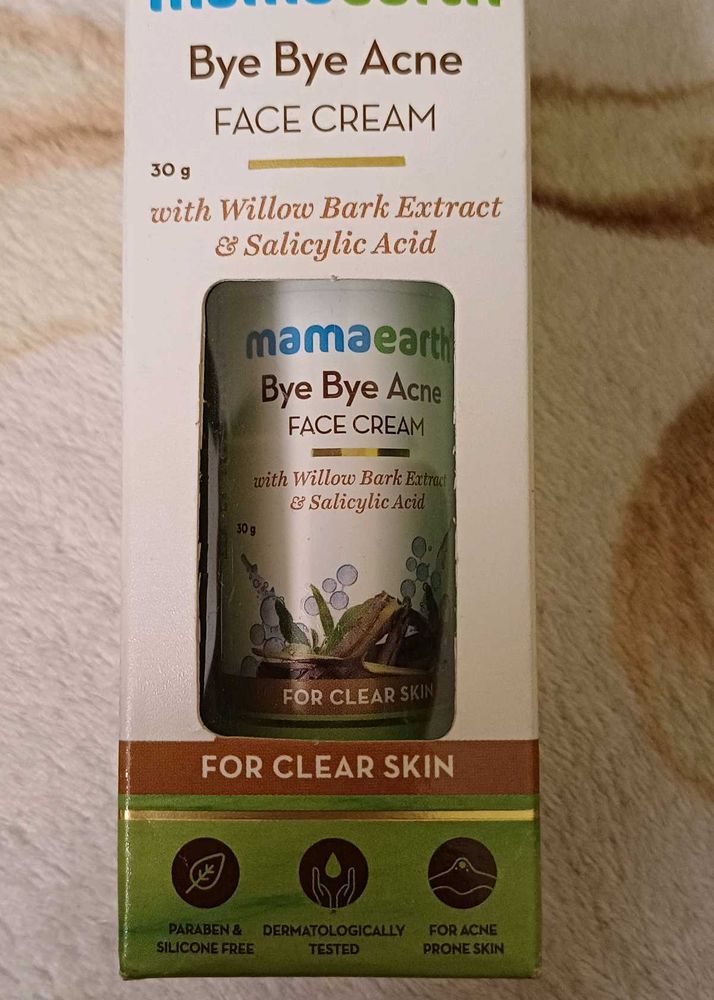 mamaearth
Bye Bye Acne
FACE CREAM
30 g
with Willow Bark Extract
& Salicylic Acid
mamaearth
Bye Bye Acne
FACE CREAM
with Willow Bark Extract
& Salicylic Acid
30 g
FOR CLEAR SKIN
FOR CLEAR SKIN
PARABEN & SILICONE FREE
DERMATOLOGICALLY TESTED
FOR ACNE PRONE SKIN